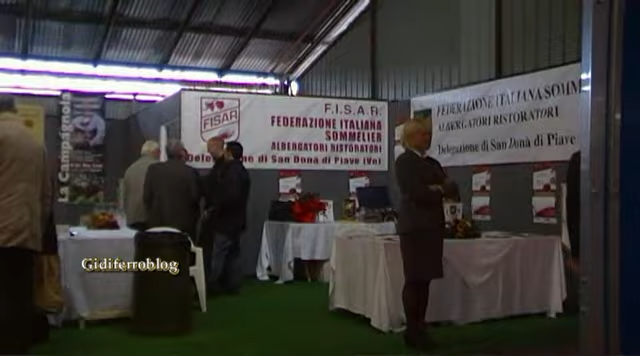 F.I.S.A.R.
FEDERAZIONE ITALIANA
SOMMELIER
ALBERGATORI RISTORATORI
Delegazione di San Donà di Piave (Ve)
FISAR
FEDERAZIONE ITALIANA SOMM
ALBERGATORI RISTORATORI
Delegazione di San Donà di Piave
La Campagnola
Gidiferroblog